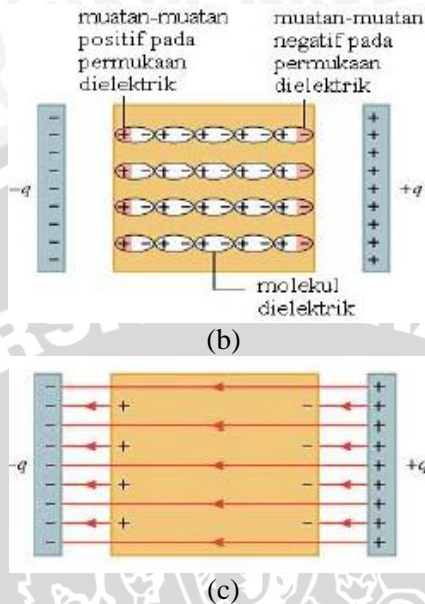 muatan-muatan
positif pada
permukaan
dielektrik
muatan-muatan
negatif pada
permukaan
dielektrik
-q
+q
molekul
dielektrik
(b)
-q
+q
(c)